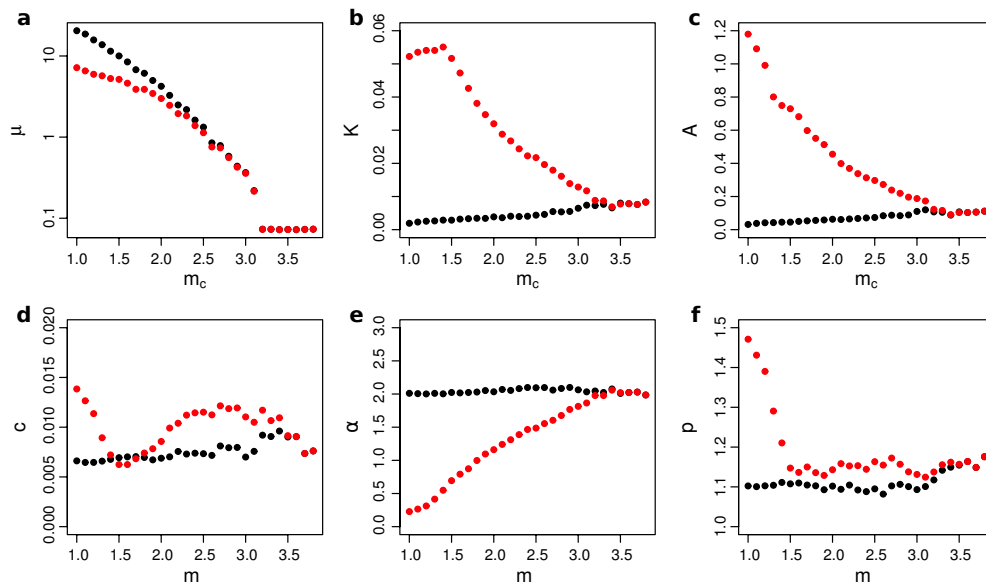 a
μ
10
1
0.1
1.0 1.5 2.0 2.5 3.0 3.5
m_c
b
K
0.06
0.04
0.02
0.00
1.0 1.5 2.0 2.5 3.0 3.5
m_c
c
A
1.2
1.0
0.8
0.6
0.4
0.2
0.0
1.0 1.5 2.0 2.5 3.0 3.5
m_c
d
c
0.020
0.015
0.010
0.005
0.000
1.0 1.5 2.0 2.5 3.0 3.5
m
e
α
3.0
2.5
2.0
1.5
1.0
0.5
0.0
1.0 1.5 2.0 2.5 3.0 3.5
m
f
p
1.5
1.4
1.3
1.2
1.1
1.0
1.0 1.5 2.0 2.5 3.0 3.5
m